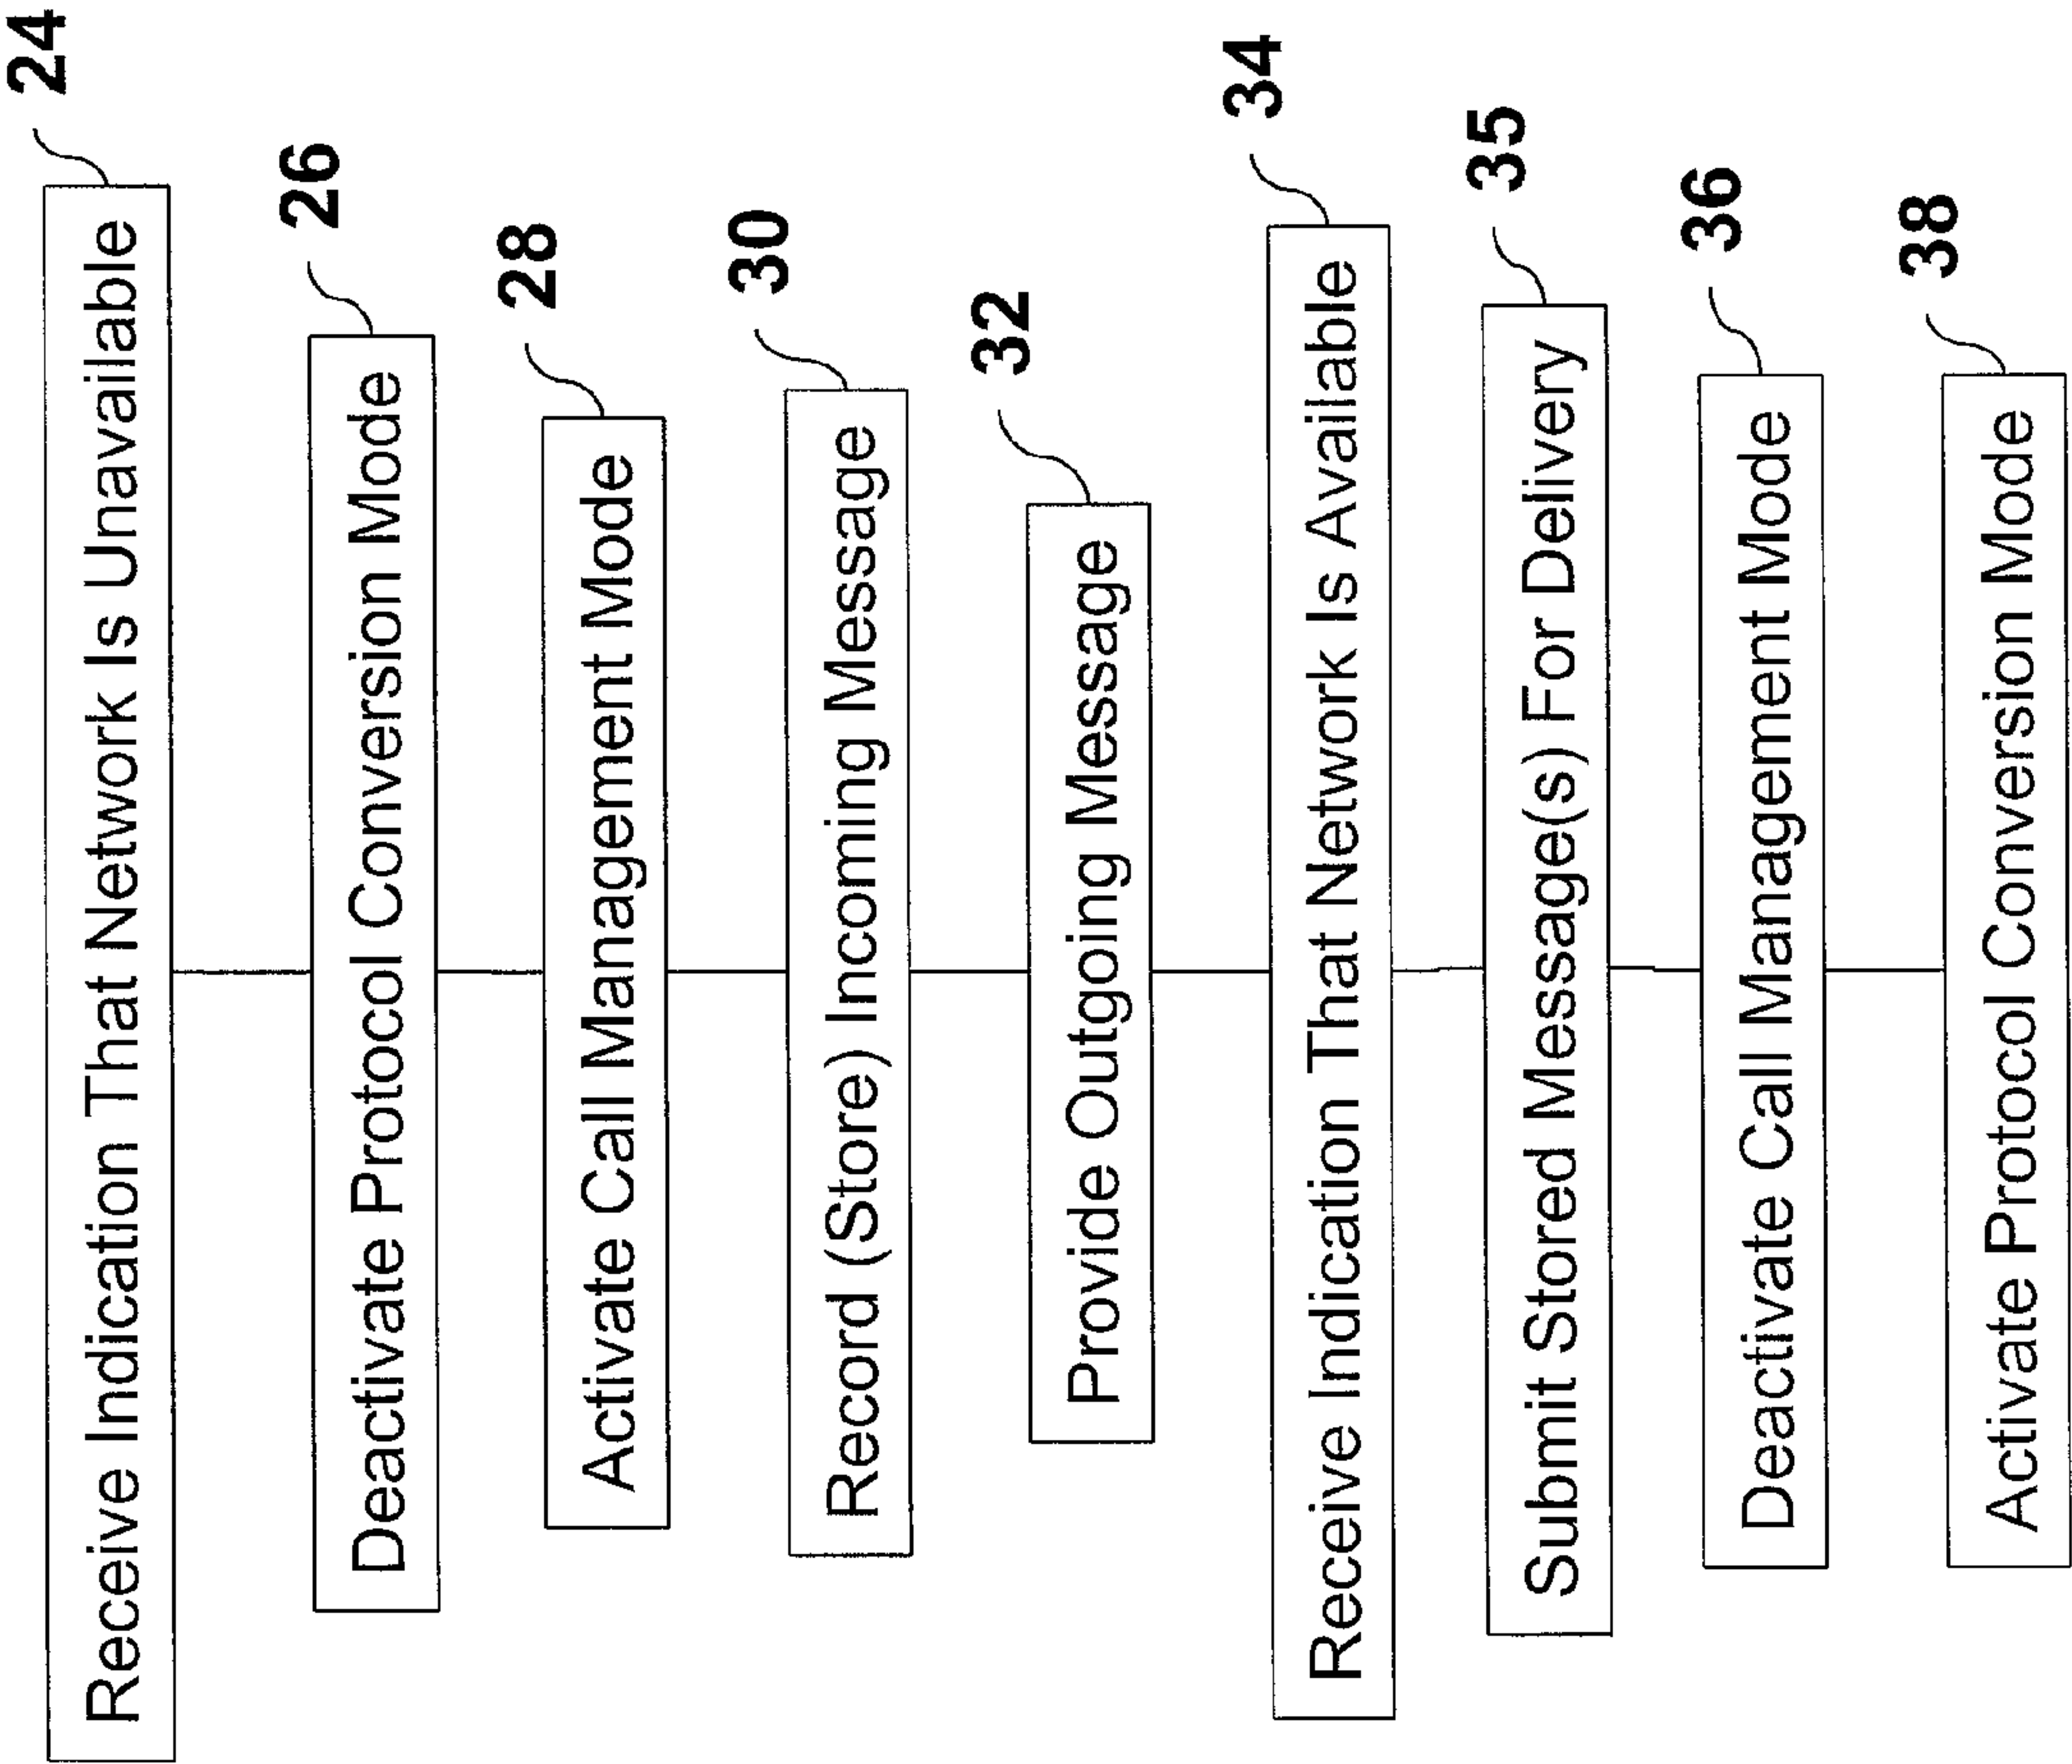 24
Receive Indication That Network Is Unavailable
26
Deactivate Protocol Conversion Mode
28
Activate Call Management Mode
30
Record (Store) Incoming Message
32
Provide Outgoing Message
34
Receive Indication That Network Is Available
35
Submit Stored Message(s) For Delivery
36
Deactivate Call Management Mode
38
Activate Protocol Conversion Mode